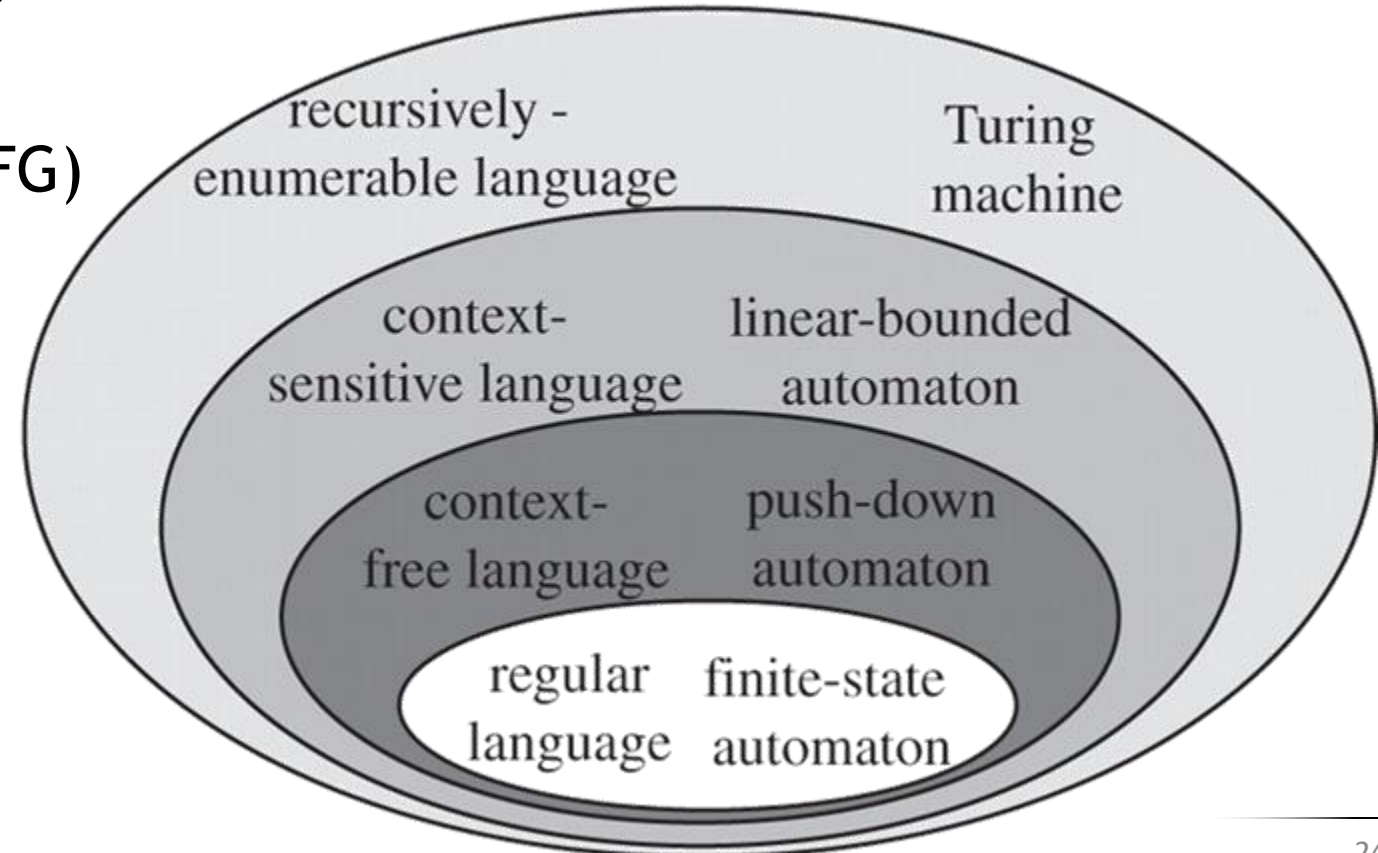 FG)
recursively -
enumerable language
Turing
machine
context-
sensitive language
linear-bounded
automaton
context-
free language
push-down
automaton
regular
language
finite-state
automaton